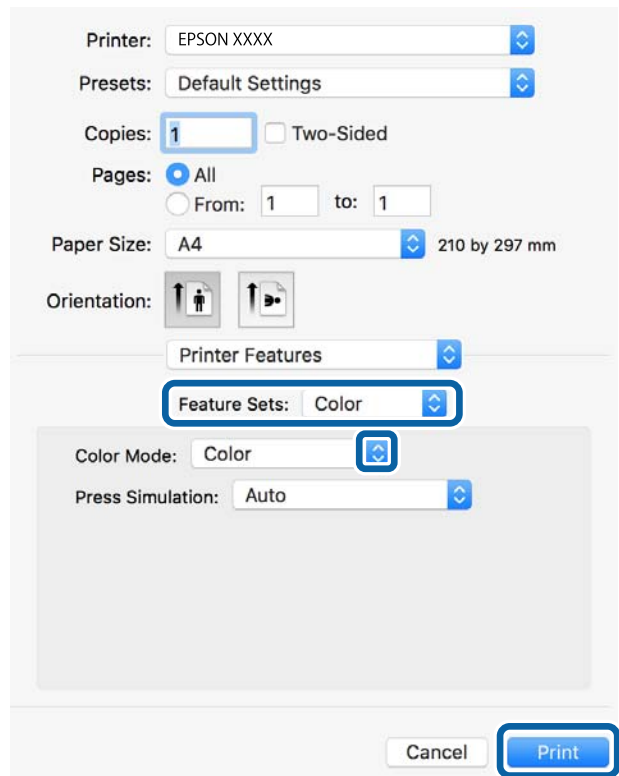 Printer: EPSON XXXX
Presets: Default Settings
Copies: 1 Two-Sided
Pages: All
From: 1 to: 1
Paper Size: A4 210 by 297 mm
Orientation:
Printer Features
Feature Sets: Color
Color Mode: Color
Press Simulation: Auto
Cancel Print